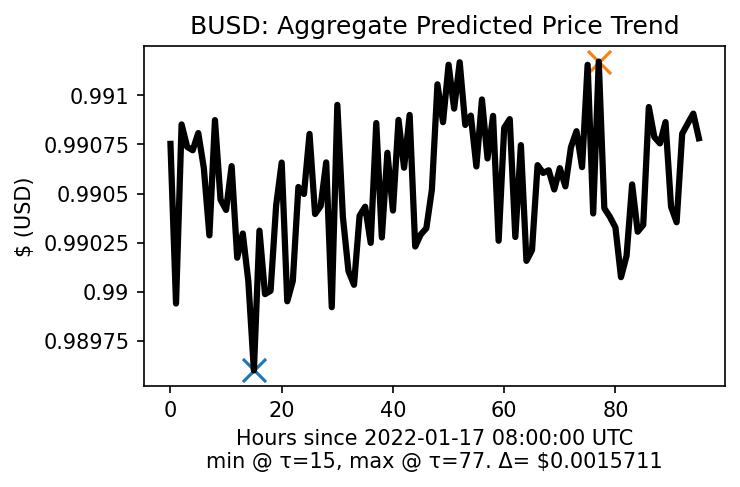 BUSD: Aggregate Predicted Price Trend
$ (USD)
0.991
0.99075
0.9905
0.99025
0.99
0.98975
0 20 40 60 80
Hours since 2022-01-17 08:00:00 UTC
min @ τ=15, max @ τ=77. Δ= $0.0015711